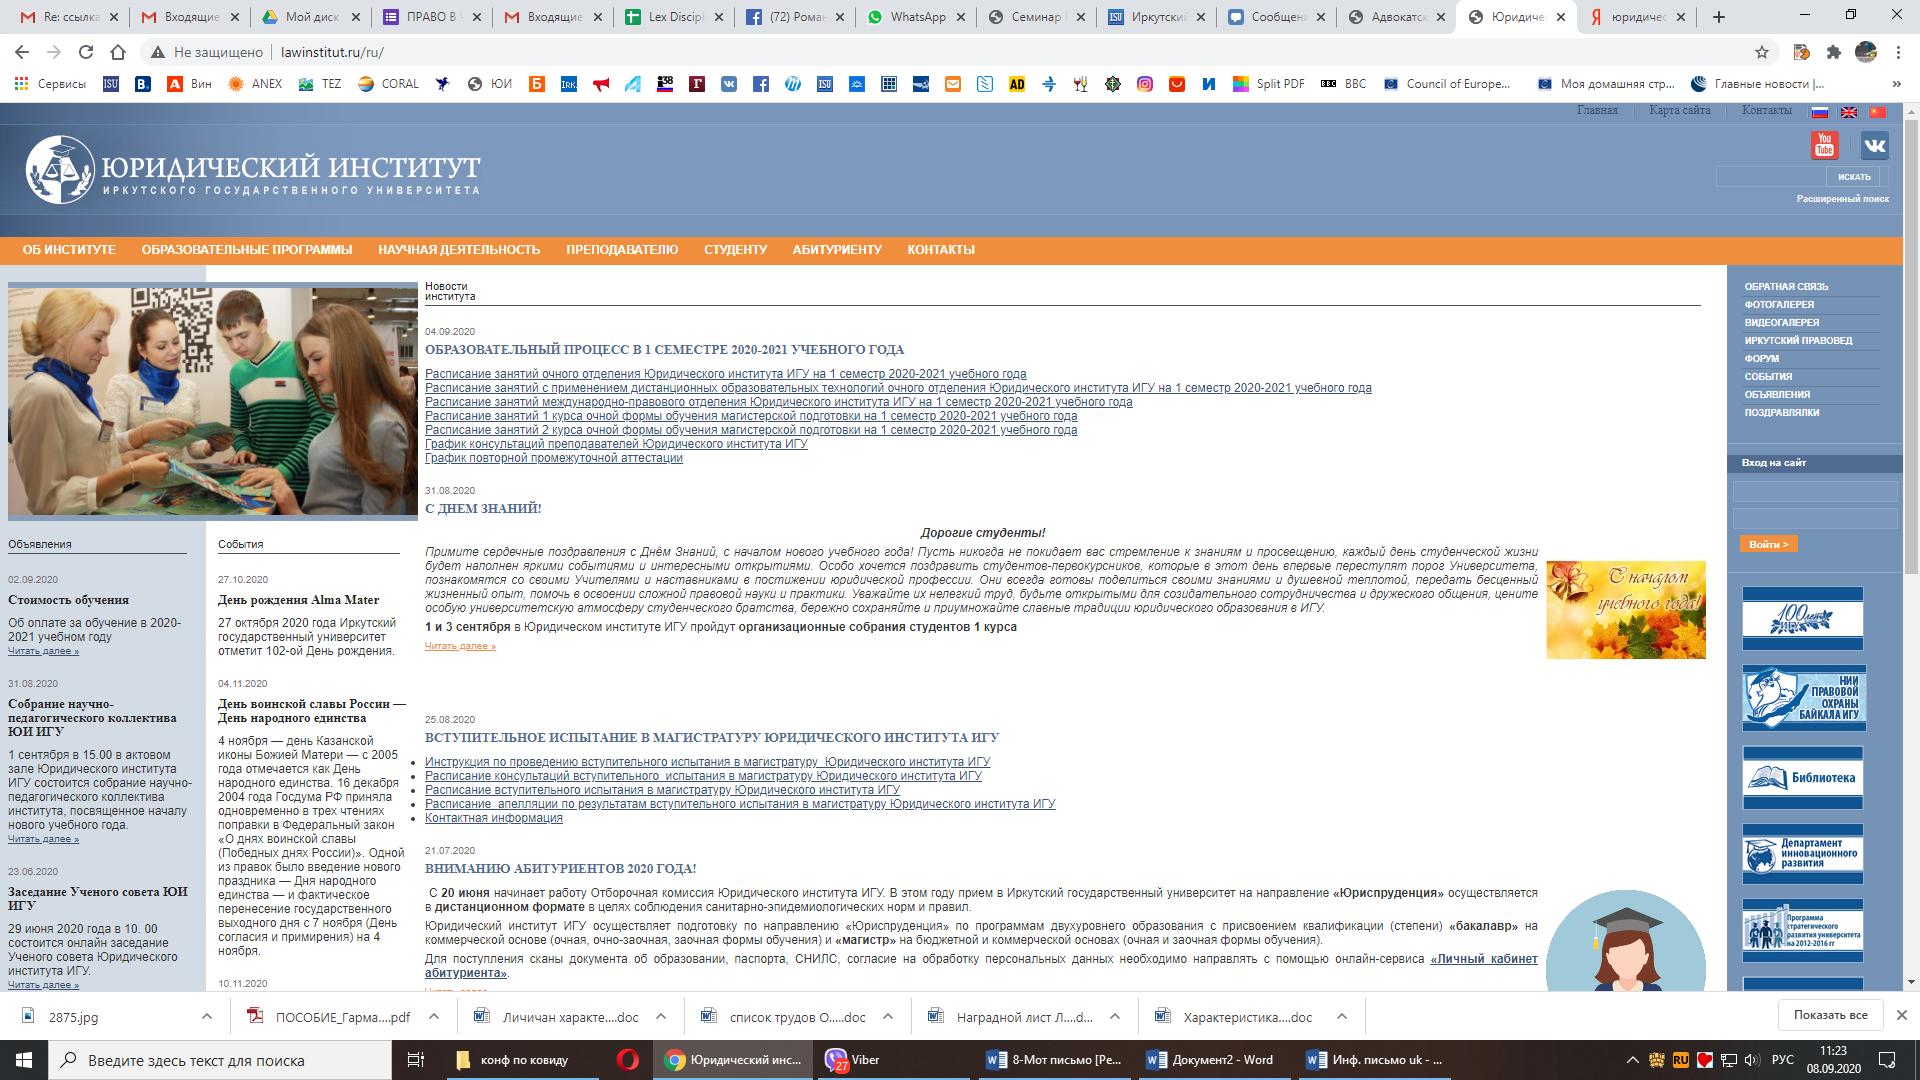 Re: ссылка
Входящие
Мой диск
ПРАВО В
Входящие
Lex Discipl
(72) Роман
WhatsApp
Семинар
Иркутский
Сообщен
Адвокатск
Юридичес
юридичес
Не защищено
lawinstitut.ru/ru/
Сервисы
Вин
ANEX
TEZ
CORAL
ЮИ
Split PDF
BBC
Council of Europe...
Моя домашняя стр...
Главные новости |...
»
Главная
Карта сайта
Контакты
You
Tube
ИСКАТЬ
Расширенный поиск
ЮРИДИЧЕСКИЙ ИНСТИТУТ
ИРКУТСКОГО ГОСУДАРСТВЕННОГО УНИВЕРСИТЕТА
ОБ ИНСТИТУТЕ
ОБРАЗОВАТЕЛЬНЫЕ ПРОГРАММЫ
НАУЧНАЯ ДЕЯТЕЛЬНОСТЬ
ПРЕПОДАВАТЕЛЮ
СТУДЕНТУ
АБИТУРИЕНТУ
КОНТАКТЫ
Объявления
02.09.2020
Стоимость обучения
Об оплате за обучение в 2020-
2021 учебном году
Читать далее »
31.08.2020
Собрание научно-
педагогического коллектива
ЮИ ИГУ
1 сентября в 15.00 в актовом
зале Юридического института
ИГУ состоится собрание научно-
педагогического коллектива
института, посвященное началу
нового учебного года.
Читать далее »
23.06.2020
Заседание Ученого совета ЮИ
ИГУ
29 июня 2020 года в 10. 00
состоится онлайн заседание
Ученого совета Юридического
института ИГУ.
Читать далее »
События
27.10.2020
День рождения Alma Mater
27 октября 2020 года Иркутский
государственный университет
отметит 102-ой День рождения.
04.11.2020
День воинской славы России —
День народного единства
4 ноября — день Казанской
иконы Божией Матери — с 2005
года отмечается как День
народного единства. 16 декабря
2004 года Госдума РФ приняла
одновременно в трех чтениях
поправки в Федеральный закон
«О днях воинской славы
(Победных днях России)». Одной
из правок было введение нового
праздника — Дня народного
единства — и фактическое
перенесение государственного
выходного дня с 7 ноября (День
согласия и примирения) на 4
ноября.
10.11.2020
Новости
института
04.09.2020
ОБРАЗОВАТЕЛЬНЫЙ ПРОЦЕСС В 1 СЕМЕСТРЕ 2020-2021 УЧЕБНОГО ГОДА
Расписание занятий очного отделения Юридического института ИГУ на 1 семестр 2020-2021 учебного года
Расписание занятий с применением дистанционных образовательных технологий очного отделения Юридического института ИГУ на 1 семестр 2020-2021 учебного года
Расписание занятий международно-правового отделения Юридического института ИГУ на 1 семестр 2020-2021 учебного года
Расписание занятий 1 курса очной формы обучения магистерской подготовки на 1 семестр 2020-2021 учебного года
Расписание занятий 2 курса очной формы обучения магистерской подготовки на 1 семестр 2020-2021 учебного года
График консультаций преподавателей Юридического института ИГУ
График повторной промежуточной аттестации
31.08.2020
С ДНЕМ ЗНАНИЙ!
Дорогие студенты!
Примите сердечные поздравления с Днём Знаний, с началом нового учебного года! Пусть никогда не покидает вас стремление к знаниям и просвещению, каждый день студенческой жизни
будет наполнен яркими событиями и интересными открытиями. Особо хочется поздравить студентов-первокурсников, которые в этот день впервые переступят порог Университета,
познакомятся со своими Учителями и наставниками в постижении юридической профессии. Они всегда готовы поделиться своими знаниями и душевной теплотой, передать бесценный
жизненный опыт, помочь в освоении сложной правовой науки и практики. Уважайте их нелегкий труд, будьте открытыми для созидательного сотрудничества и дружеского общения, цените
особую университетскую атмосферу студенческого братства, бережно сохраняйте и приумножайте славные традиции юридического образования в ИГУ.
1 и 3 сентября в Юридическом институте ИГУ пройдут организационные собрания студентов 1 курса
Читать далее »
С началом
учебного года!
25.08.2020
ВСТУПИТЕЛЬНОЕ ИСПЫТАНИЕ В МАГИСТРАТУРУ ЮРИДИЧЕСКОГО ИНСТИТУТА ИГУ
Инструкция по проведению вступительного испытания в магистратуру Юридического института ИГУ
Расписание консультаций вступительного испытания в магистратуру Юридического института ИГУ
Расписание вступительного испытания в магистратуру Юридического института ИГУ
Расписание апелляции по результатам вступительного испытания в магистратуру Юридического института ИГУ
Контактная информация
21.07.2020
ВНИМАНИЮ АБИТУРИЕНТОВ 2020 ГОДА!
С 20 июня начинает работу Отборочная комиссия Юридического института ИГУ. В этом году прием в Иркутский государственный университет на направление «Юриспруденция» осуществляется
в дистанционном формате в целях соблюдения санитарно-эпидемиологических норм и правил.
Юридический институт ИГУ осуществляет подготовку по направлению «Юриспруденция» по программам двухуровнего образования с присвоением квалификации (степени) «бакалавр» на
коммерческой основе (очная, очно-заочная, заочная формы обучения) и «магистр» на бюджетной и коммерческой основах (очная и заочная формы обучения).
Для поступления сканы документа об образовании, паспорта, СНИЛС, согласие на обработку персональных данных необходимо направлять с помощью онлайн-сервиса «Личный кабинет
абитуриента».
ОБРАТНАЯ СВЯЗЬ
ФОТОГАЛЕРЕЯ
ВИДЕОГАЛЕРЕЯ
ИРКУТСКИЙ ПРАВОВЕД
ФОРУМ
СОБЫТИЯ
ОБЪЯВЛЕНИЯ
ПОЗДРАВЛЯЛКИ
Вход на сайт
Войти >
100 лет
ИГУ
НИИ
ПРАВОВОЙ
ОХРАНЫ
БАЙКАЛА ИГУ
Библиотека
Департамент
инновационного
развития
Программа
стратегического
развития университета
на 2012-2016 гг
2875.jpg
ПОСОБИЕ_Гарма....pdf
Личичан характе....doc
список трудов О.....doc
Наградной лист Л....d...
Характеристика....doc
Показать все
Введите здесь текст для поиска
конф по ковиду
Юридический инс...
27
Viber
8-Мот письмо [Ре...
Документ2 - Word
Инф. письмо uk - ...
RU
РУС
11:23
08.09.2020